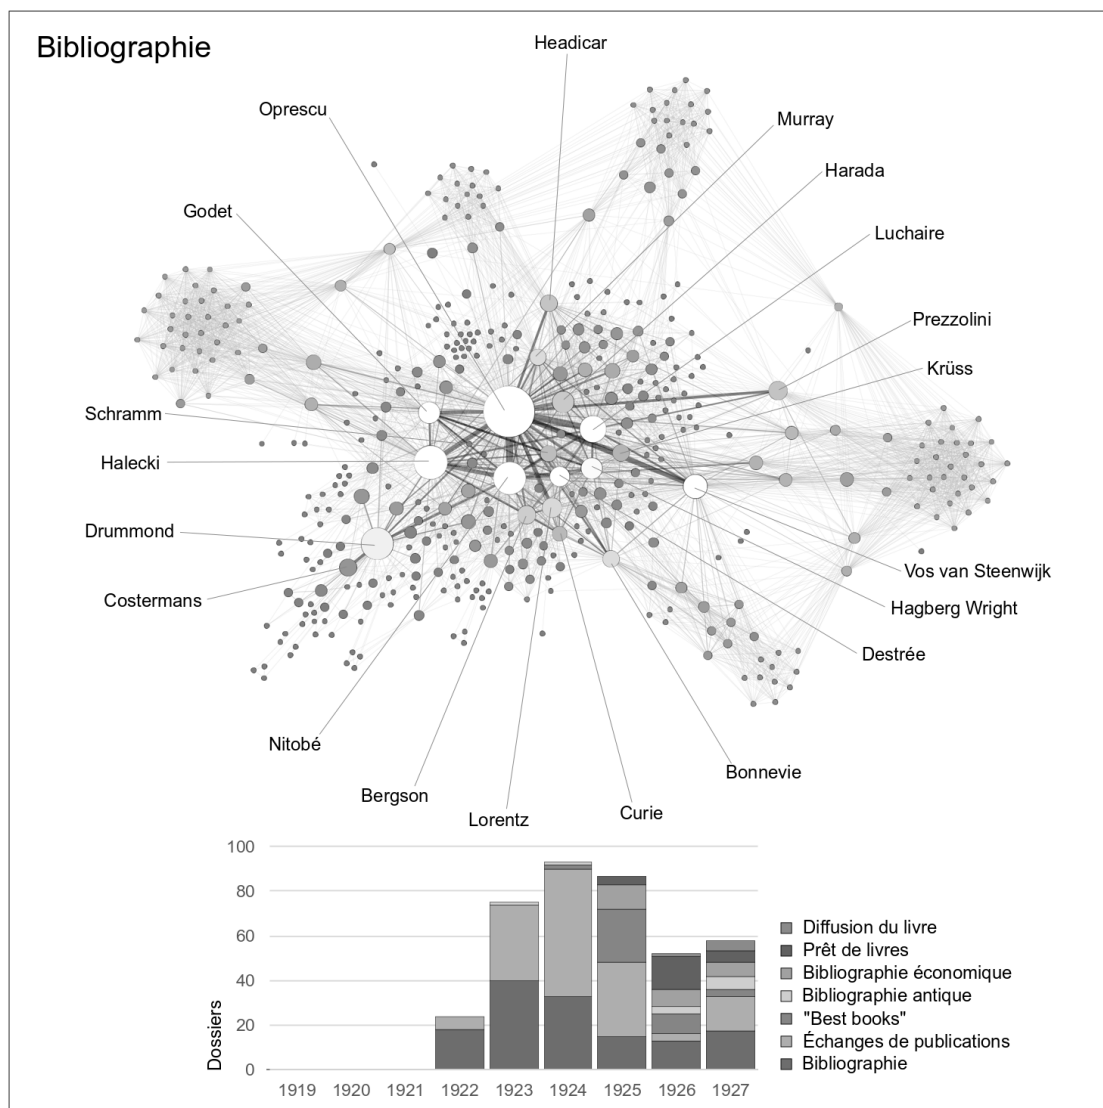 Bibliographie
Headicar
Oprescu
Murray
Harada
Godet
Luchaire
Prezzolini
Krüss
Schramm
Halecki
Drummond
Vos van Steenwijk
Costermans
Hagberg Wright
Destrée
Nitobé
Bonnevie
Bergson
Curie
Lorentz
Dossiers
100
80
60
40
20
0
1919 1920 1921 1922 1923 1924 1925 1926 1927
Diffusion du livre
Prêt de livres
Bibliographie économique
Bibliographie antique
"Best books"
Échanges de publications
Bibliographie